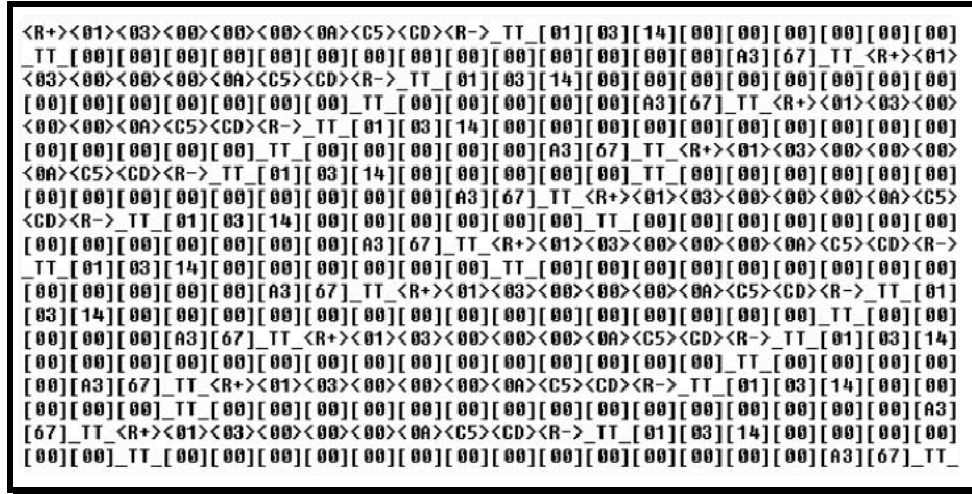 <R+><01><03><00><00><00><0A><C5><CD><R->_TT_[01][03][14][00][00][00][00][00][00]
_TT_[00][00][00][00][00][00][00][00][00][00][00][00][00][00][A3][67]_TT_<R+><01>
<03><00><00><00><0A><C5><CD><R->_TT_[01][03][14][00][00][00][00][00][00][00][00]
[00][00][00][00][00][00][00]_TT_[00][00][00][00][00][A3][67]_TT_<R+><01><03><00>
<00><00><0A><C5><CD><R->_TT_[01][03][14][00][00][00][00][00][00][00][00][00][00]
[00][00][00][00][00]_TT_[00][00][00][00][00][A3][67]_TT_<R+><01><03><00><00><00>
<0A><C5><CD><R->_TT_[01][03][14][00][00][00][00][00]_TT_[00][00][00][00][00][00]
[00][00][00][00][00][00][00][00][00][A3][67]_TT_<R+><01><03><00><00><00><0A><C5>
<CD><R->_TT_[01][03][14][00][00][00][00][00][00]_TT_[00][00][00][00][00][00][00]
[00][00][00][00][00][00][00][A3][67]_TT_<R+><01><03><00><00><00><0A><C5><CD><R->
_TT_[01][03][14][00][00][00][00][00][00]_TT_[00][00][00][00][00][00][00][00][00]
[00][00][00][00][00][A3][67]_TT_<R+><01><03><00><00><00><0A><C5><CD><R->_TT_[01]
[03][14][00][00][00][00][00][00][00][00][00][00][00][00][00][00][00]_TT_[00][00]
[00][00][00][A3][67]_TT_<R+><01><03><00><00><00><0A><C5><CD><R->_TT_[01][03][14]
[00][00][00][00][00][00][00][00][00][00][00][00][00][00][00]_TT_[00][00][00][00]
[00][A3][67]_TT_<R+><01><03><00><00><00><0A><C5><CD><R->_TT_[01][03][14][00][00]
[00][00][00]_TT_[00][00][00][00][00][00][00][00][00][00][00][00][00][00][00][A3]
[67]_TT_<R+><01><03><00><00><00><0A><C5><CD><R->_TT_[01][03][14][00][00][00][00]
[00][00]_TT_[00][00][00][00][00][00][00][00][00][00][00][00][00][00][A3][67]_TT_